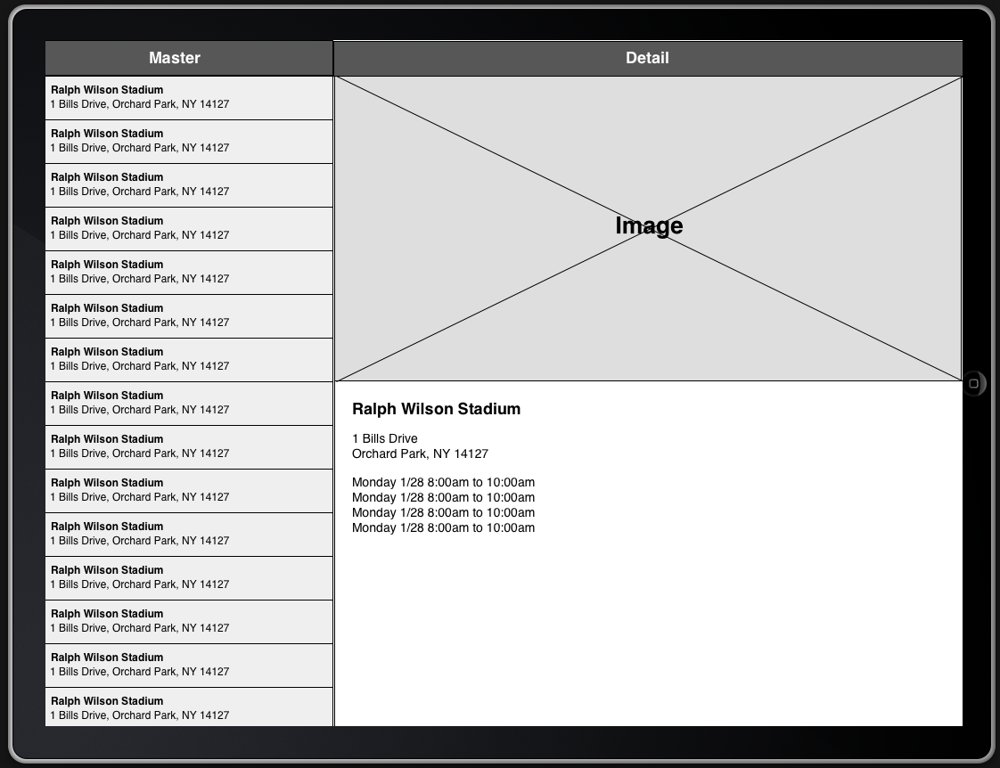 Master
Ralph Wilson Stadium
1 Bills Drive, Orchard Park, NY 14127
Ralph Wilson Stadium
1 Bills Drive, Orchard Park, NY 14127
Ralph Wilson Stadium
1 Bills Drive, Orchard Park, NY 14127
Ralph Wilson Stadium
1 Bills Drive, Orchard Park, NY 14127
Ralph Wilson Stadium
1 Bills Drive, Orchard Park, NY 14127
Ralph Wilson Stadium
1 Bills Drive, Orchard Park, NY 14127
Ralph Wilson Stadium
1 Bills Drive, Orchard Park, NY 14127
Ralph Wilson Stadium
1 Bills Drive, Orchard Park, NY 14127
Ralph Wilson Stadium
1 Bills Drive, Orchard Park, NY 14127
Ralph Wilson Stadium
1 Bills Drive, Orchard Park, NY 14127
Ralph Wilson Stadium
1 Bills Drive, Orchard Park, NY 14127
Ralph Wilson Stadium
1 Bills Drive, Orchard Park, NY 14127
Ralph Wilson Stadium
1 Bills Drive, Orchard Park, NY 14127
Ralph Wilson Stadium
1 Bills Drive, Orchard Park, NY 14127
Ralph Wilson Stadium
1 Bills Drive, Orchard Park, NY 14127
Detail
Image
Ralph Wilson Stadium
1 Bills Drive
Orchard Park, NY 14127
Monday 1/28 8:00am to 10:00am
Monday 1/28 8:00am to 10:00am
Monday 1/28 8:00am to 10:00am
Monday 1/28 8:00am to 10:00am